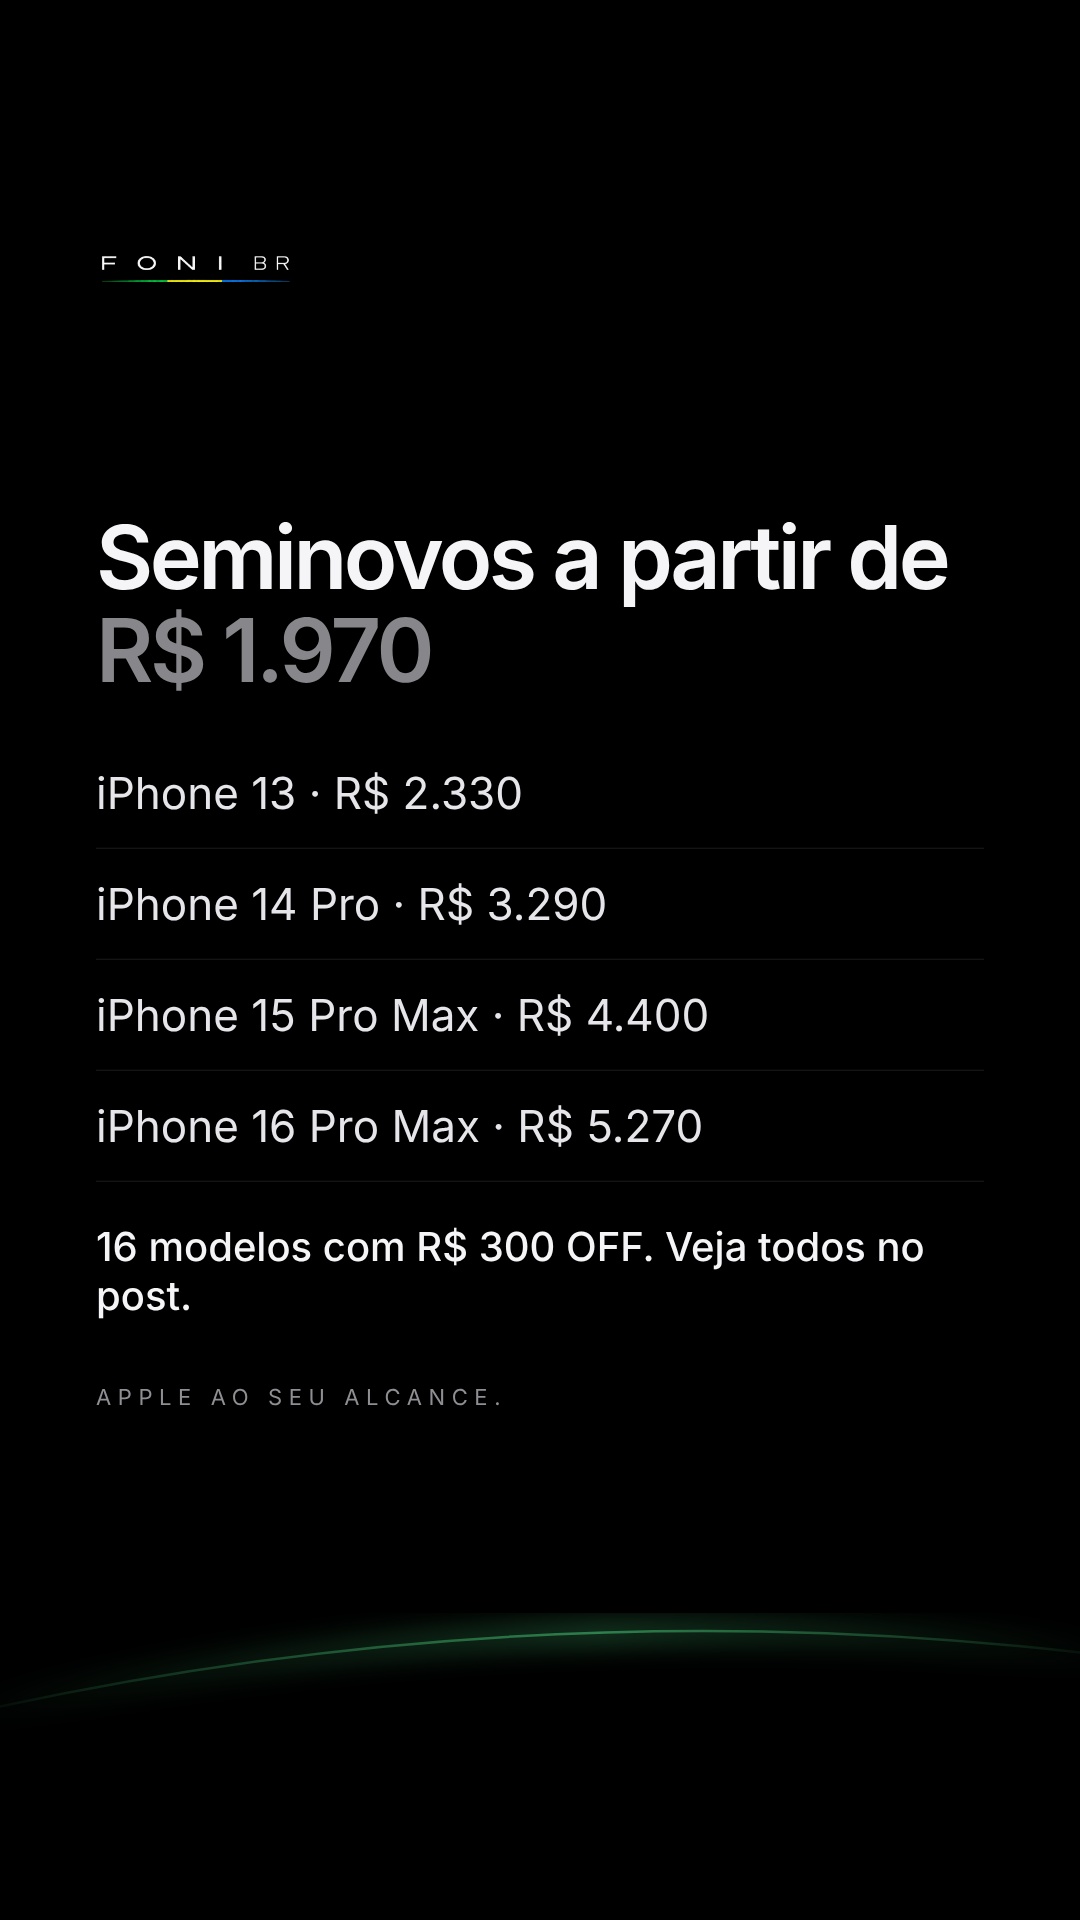 FONI BR
Seminovos a partir de
R$ 1.970
iPhone 13 · R$ 2.330
iPhone 14 Pro · R$ 3.290
iPhone 15 Pro Max · R$ 4.400
iPhone 16 Pro Max · R$ 5.270
16 modelos com R$ 300 OFF. Veja todos no
post.
APPLE AO SEU ALCANCE.